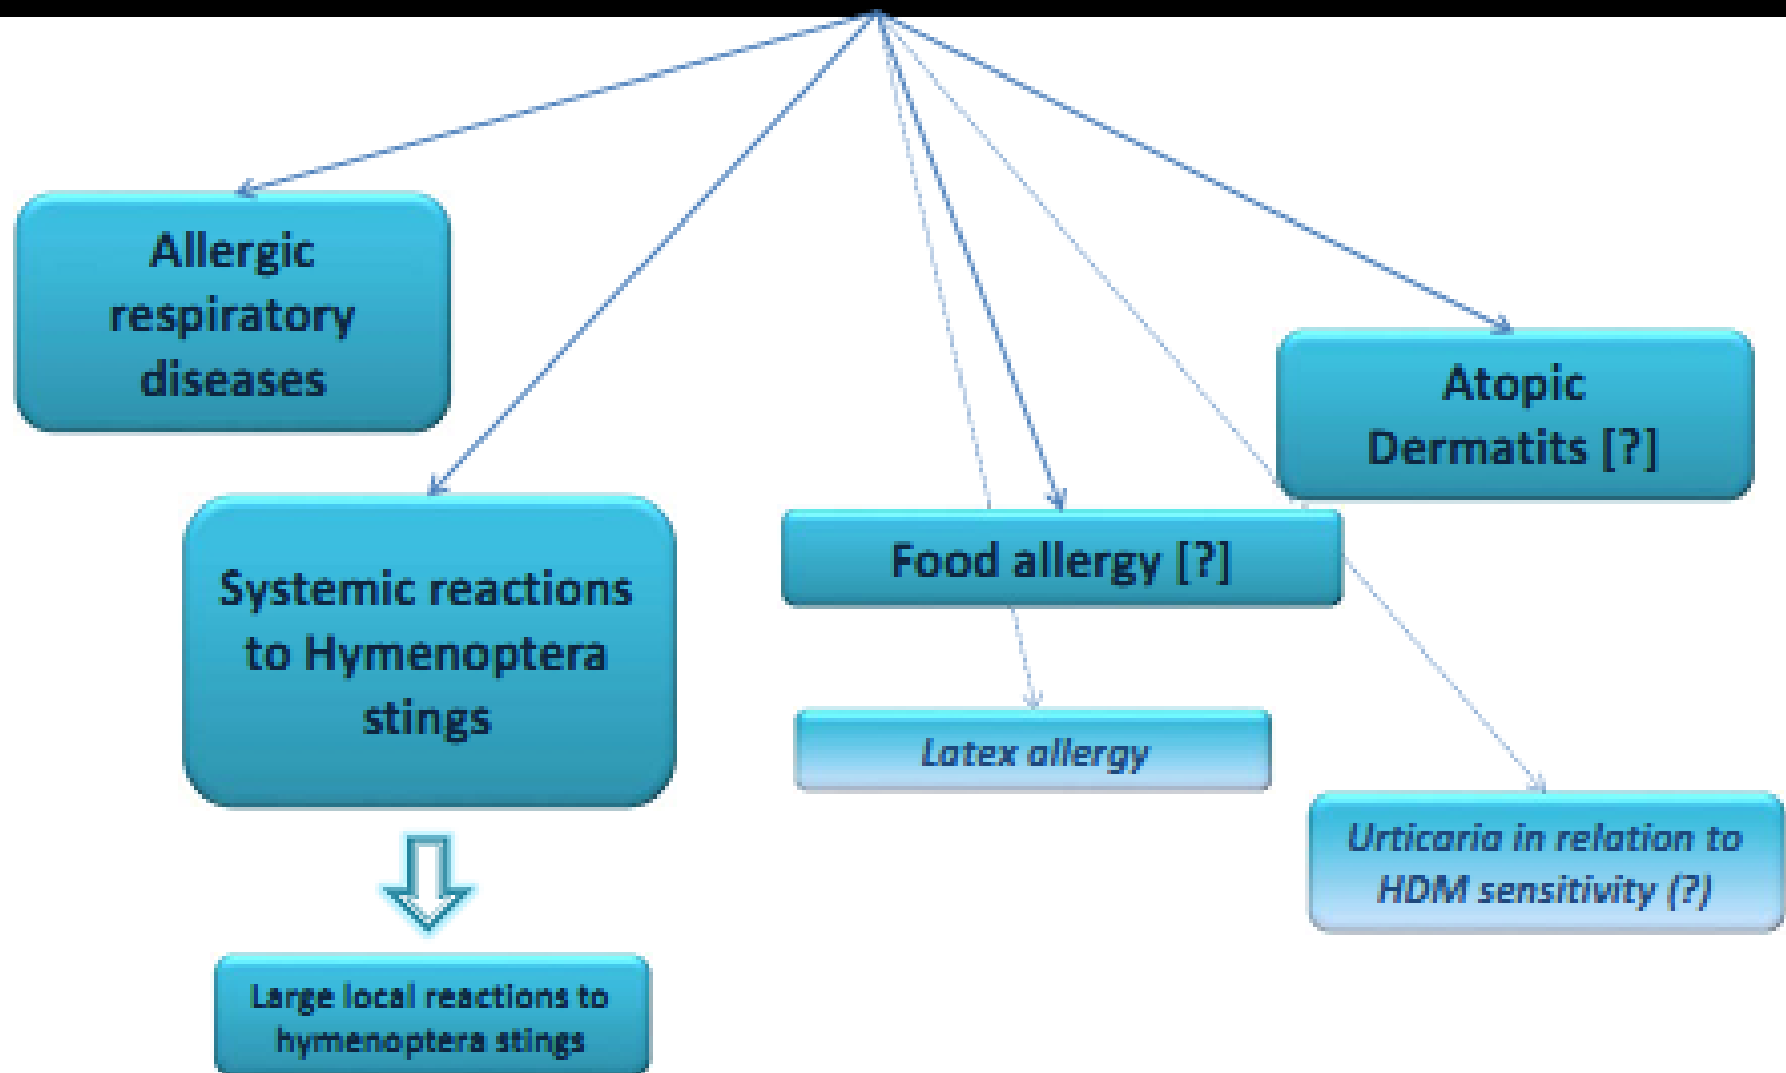 Allergic
respiratory
diseases
Atopic
Dermatits [?]
Systemic reactions
to Hymenoptera
stings
Food allergy [?]
Latex allergy
Urticaria in relation to
HDM sensitivity (?)
Large local reactions to
hymenoptera stings